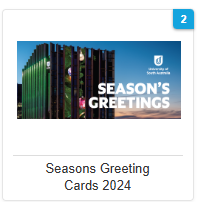 2
University of
South Australia
SEASON'S
GREETINGS
Seasons Greeting
Cards 2024